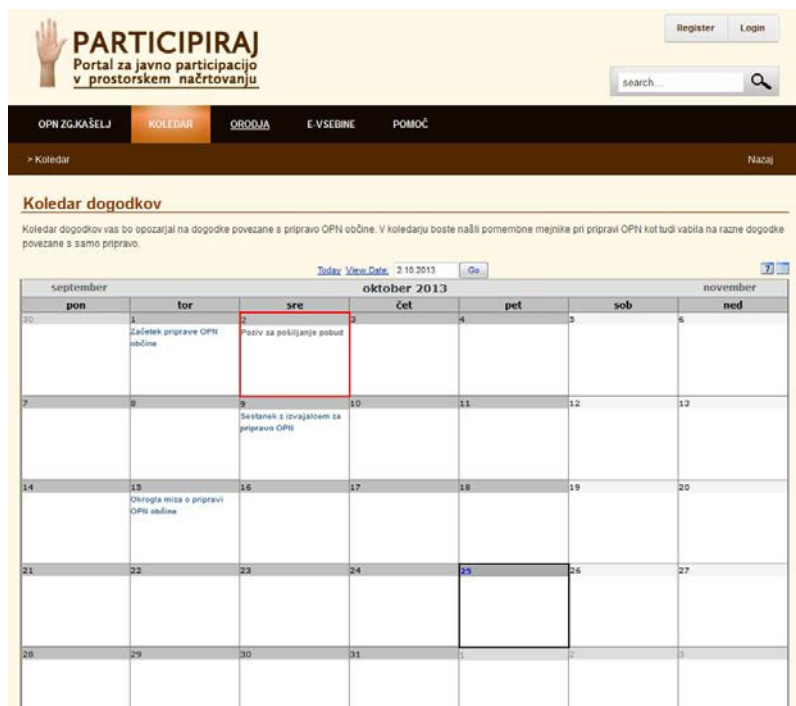 PARTICIPIRAJ
Portal za javno participacijo
v prostorskem načrtovanju
Register Login
search...
OPN ZG.KAŠELJ KOLEDAR ORODJA E-VSEBINE POMOČ
> Koledar Nazaj
Koledar dogodkov
Koledar dogodkov vas bo opozarjal na dogodke povezane s pripravo OPN občine. V koledarju boste našli pomembne mejnike pri pripravi OPN kot tudi vabila na razne dogodke
povezane s samo pripravo.
Today View Date: 2.10.2013 Go 7
september oktober 2013 november
pon tor sre čet pet sob ned
30 1 2 3 4 5 6
Začetek priprave OPN
občine
Poziv za pošiljanje pobud
7 8 9 10 11 12 13
Sestanek z izvajalcem za
pripravo OPN
14 15 16 17 18 19 20
Okrogla miza o pripravi
OPN občine
21 22 23 24 25 26 27
28 29 30 31 1 2 3